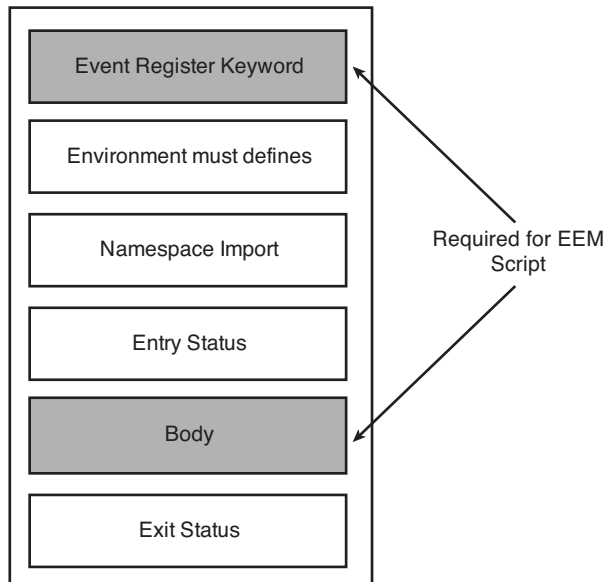 Event Register Keyword
Environment must defines
Namespace Import
Entry Status
Body
Exit Status
Required for EEM
Script